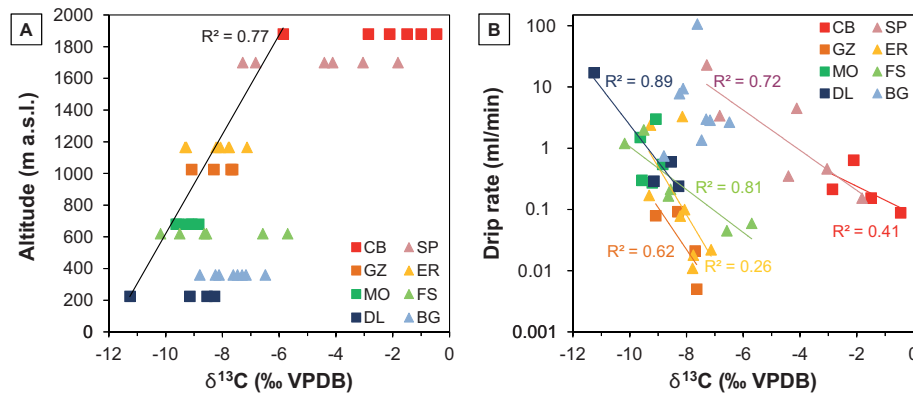 A
R² = 0.77
2000
1800
1600
1400
1200
1000
800
600
400
200
0
Altitude (m a.s.l.)
CB SP
GZ ER
MO FS
DL BG
-12 -10 -8 -6 -4 -2 0
δ¹³C (‰ VPDB)
B
100
10
1
0.1
0.01
0.001
Drip rate (ml/min)
CB SP
GZ ER
MO FS
DL BG
R² = 0.89
R² = 0.72
R² = 0.81
R² = 0.41
R² = 0.62
R² = 0.26
-12 -10 -8 -6 -4 -2 0
δ¹³C (‰ VPDB)